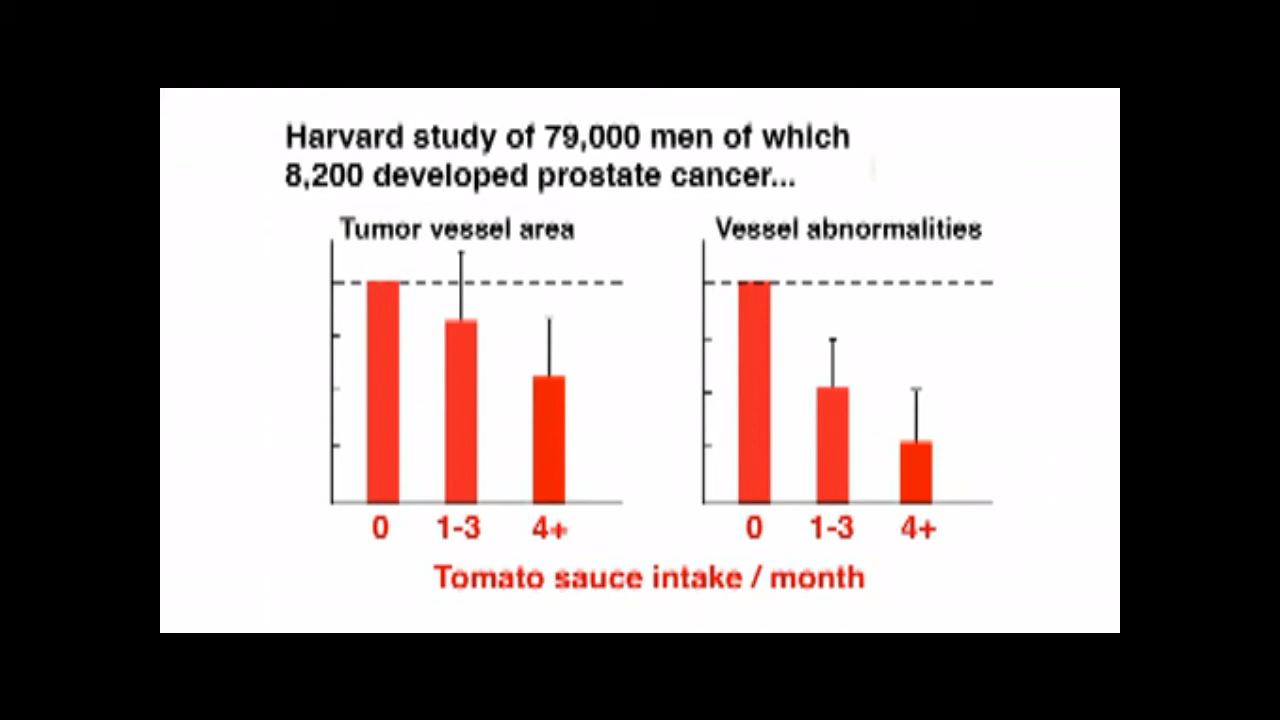 Harvard study of 79,000 men of which
8,200 developed prostate cancer...
Tumor vessel area
Vessel abnormalities
0 1-3 4+
0 1-3 4+
Tomato sauce intake / month